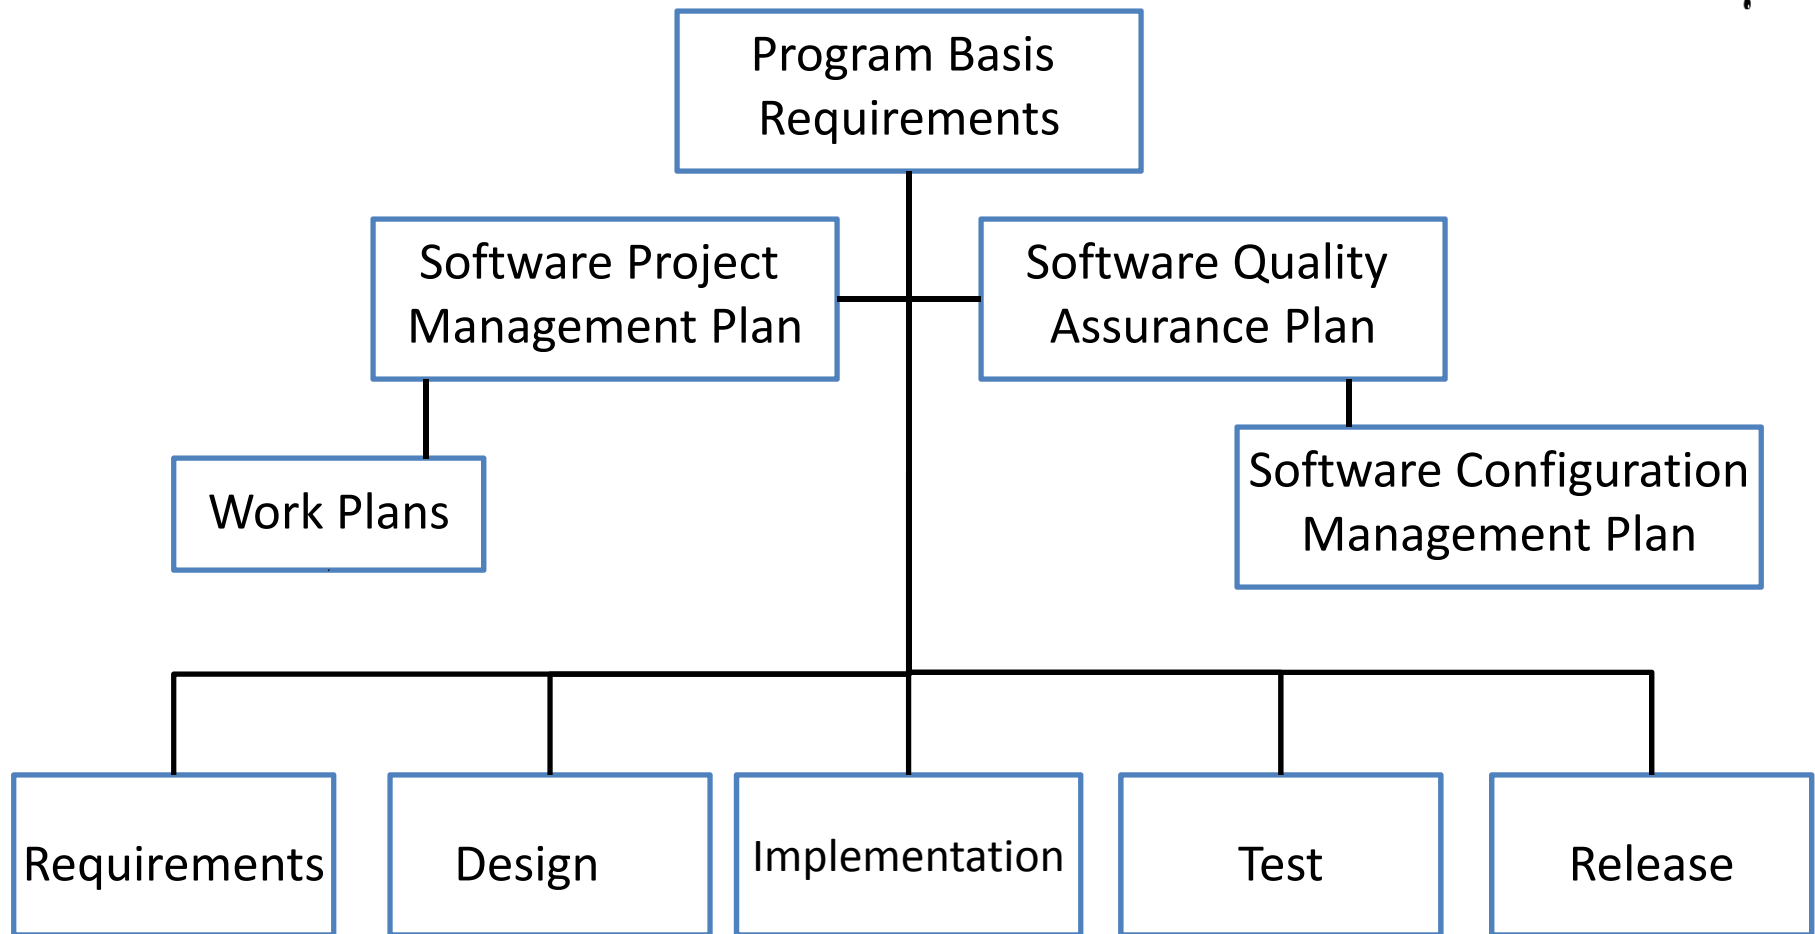 Program Basis
Requirements
Software Project
Management Plan
Software Quality
Assurance Plan
Work Plans
Software Configuration
Management Plan
Requirements
Design
Implementation
Test
Release